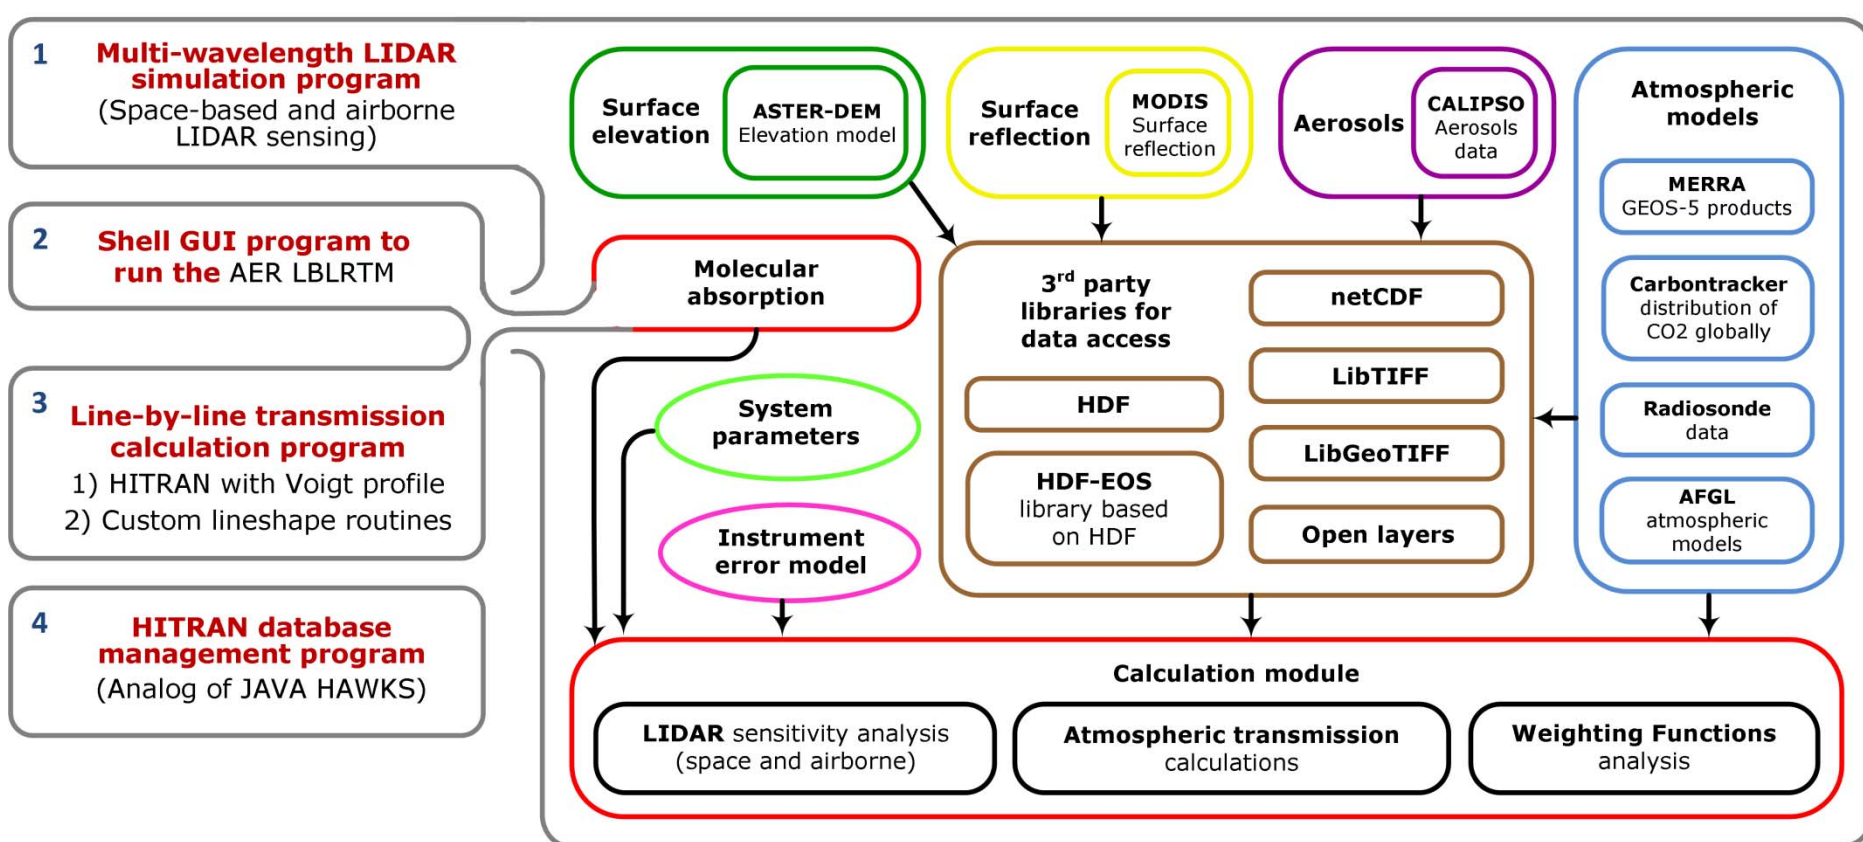 1
Multi-wavelength LIDAR
simulation program
(Space-based and airborne
LIDAR sensing)
2
Shell GUI program to
run the AER LBLRTM
3
Line-by-line transmission
calculation program
1) HITRAN with Voigt profile
2) Custom lineshape routines
4
HITRAN database
management program
(Analog of JAVA HAWKS)
Surface
elevation
ASTER-DEM
Elevation model
Surface
reflection
MODIS
Surface
reflection
Aerosols
CALIPSO
Aerosols
data
Atmospheric
models
MERRA
GEOS-5 products
Carbontracker
distribution of
CO2 globally
Radiosonde
data
AFGL
atmospheric
models
Molecular
absorption
System
parameters
Instrument
error model
3rd party
libraries for
data access
HDF
HDF-EOS
library based
on HDF
netCDF
LibTIFF
LibGeoTIFF
Open layers
Calculation module
LIDAR sensitivity analysis
(space and airborne)
Atmospheric transmission
calculations
Weighting Functions
analysis